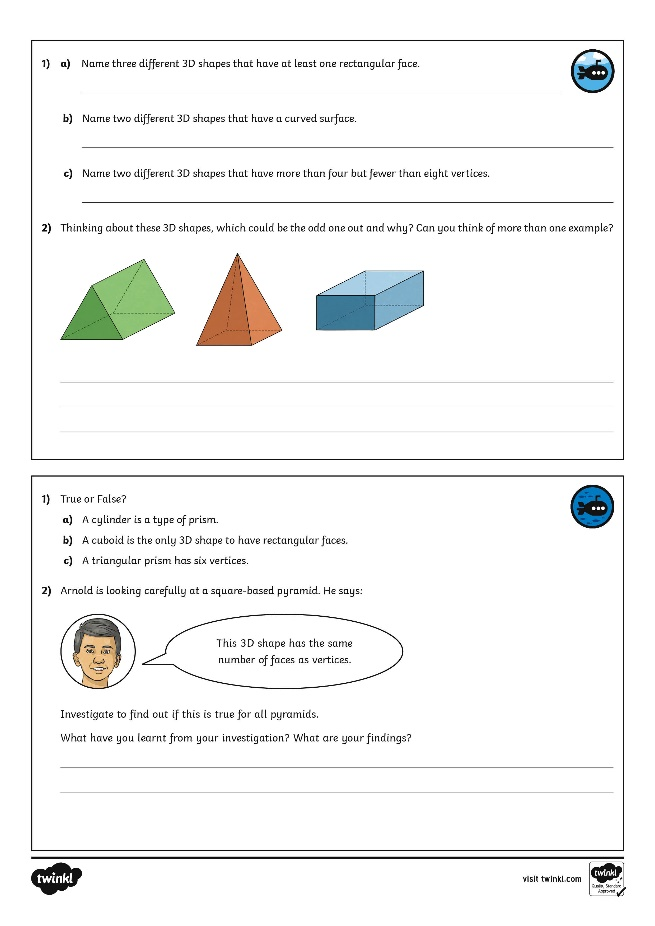 1) a) Name three different 3D shapes that have at least one rectangular face.
b) Name two different 3D shapes that have a curved surface.
c) Name two different 3D shapes that have more than four but fewer than eight vertices.
2) Thinking about these 3D shapes, which could be the odd one out and why? Can you think of more than one example?
1) True or False?
a) A cylinder is a type of prism.
b) A cuboid is the only 3D shape to have rectangular faces.
c) A triangular prism has six vertices.
2) Arnold is looking carefully at a square-based pyramid. He says:
This 3D shape has the same
number of faces as vertices.
Investigate to find out if this is true for all pyramids.
What have you learnt from your investigation? What are your findings?
twinkl
visit twinkl.com
twinkl
Quality Standard
Approved